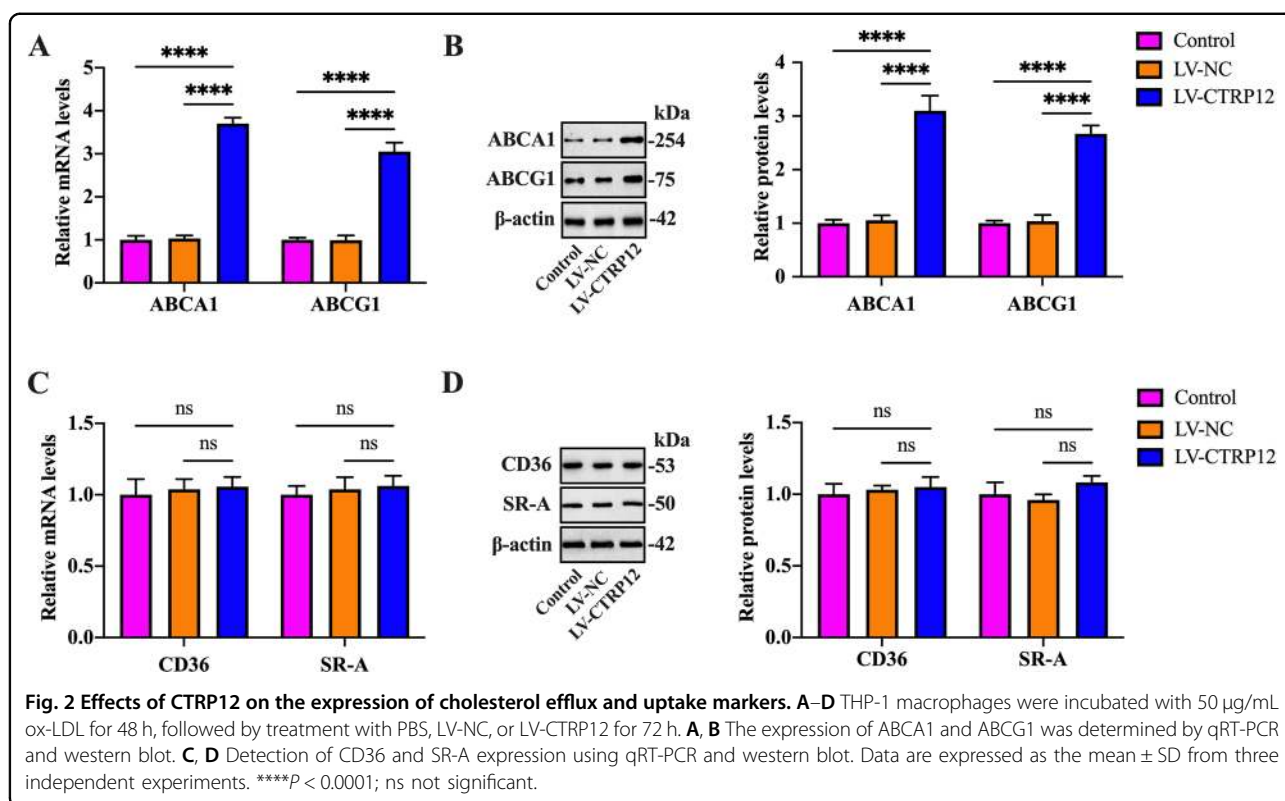 A
Relative mRNA levels
5
4
3
2
1
0
****
****
****
****
ABCA1
ABCG1
B
kDa
ABCA1
-254
ABCG1
-75
β-actin
-42
Control
LV-NC
LV-CTRP12
Relative protein levels
4
3
2
1
0
****
****
****
****
ABCA1
ABCG1
Control
LV-NC
LV-CTRP12
C
Relative mRNA levels
1.5
1.0
0.5
0.0
ns
ns
ns
ns
CD36
SR-A
D
kDa
CD36
-53
SR-A
-50
β-actin
-42
Control
LV-NC
LV-CTRP12
Relative protein levels
1.5
1.0
0.5
0.0
ns
ns
ns
ns
CD36
SR-A
Control
LV-NC
LV-CTRP12
Fig. 2 Effects of CTRP12 on the expression of cholesterol efflux and uptake markers. A–D THP-1 macrophages were incubated with 50 µg/mL
ox-LDL for 48 h, followed by treatment with PBS, LV-NC, or LV-CTRP12 for 72 h. A, B The expression of ABCA1 and ABCG1 was determined by qRT-PCR
and western blot. C, D Detection of CD36 and SR-A expression using qRT-PCR and western blot. Data are expressed as the mean ± SD from three
independent experiments. ****P < 0.0001; ns not significant.